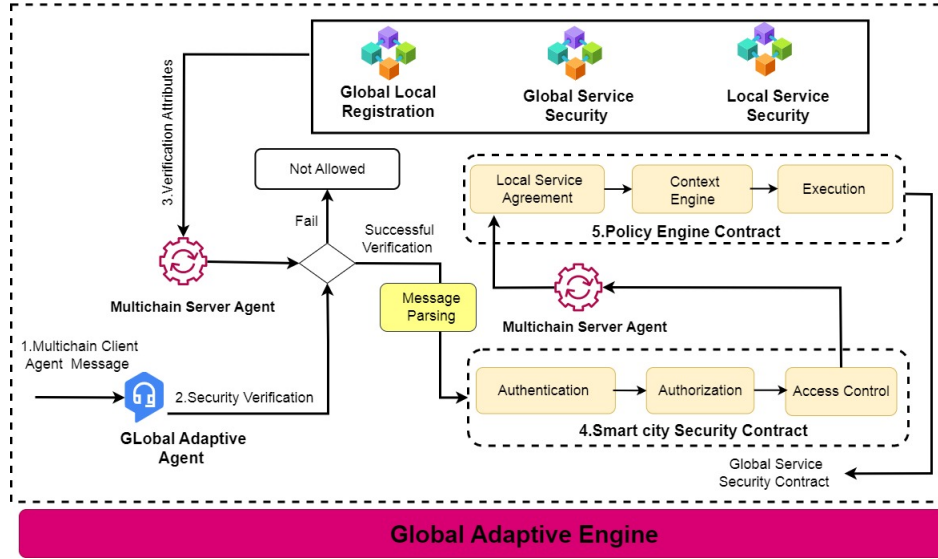 Global Local
Registration
Global Service
Security
Local Service
Security
3.Verification Attributes
Not Allowed
Fail
Successful
Verification
Local Service
Agreement
Context
Engine
Execution
5.Policy Engine Contract
Multichain Server Agent
Message
Parsing
Multichain Server Agent
1.Multichain Client
Agent Message
2.Security Verification
GLobal Adaptive
Agent
Authentication
Authorization
Access Control
4.Smart city Security Contract
Global Service
Security Contract
Global Adaptive Engine